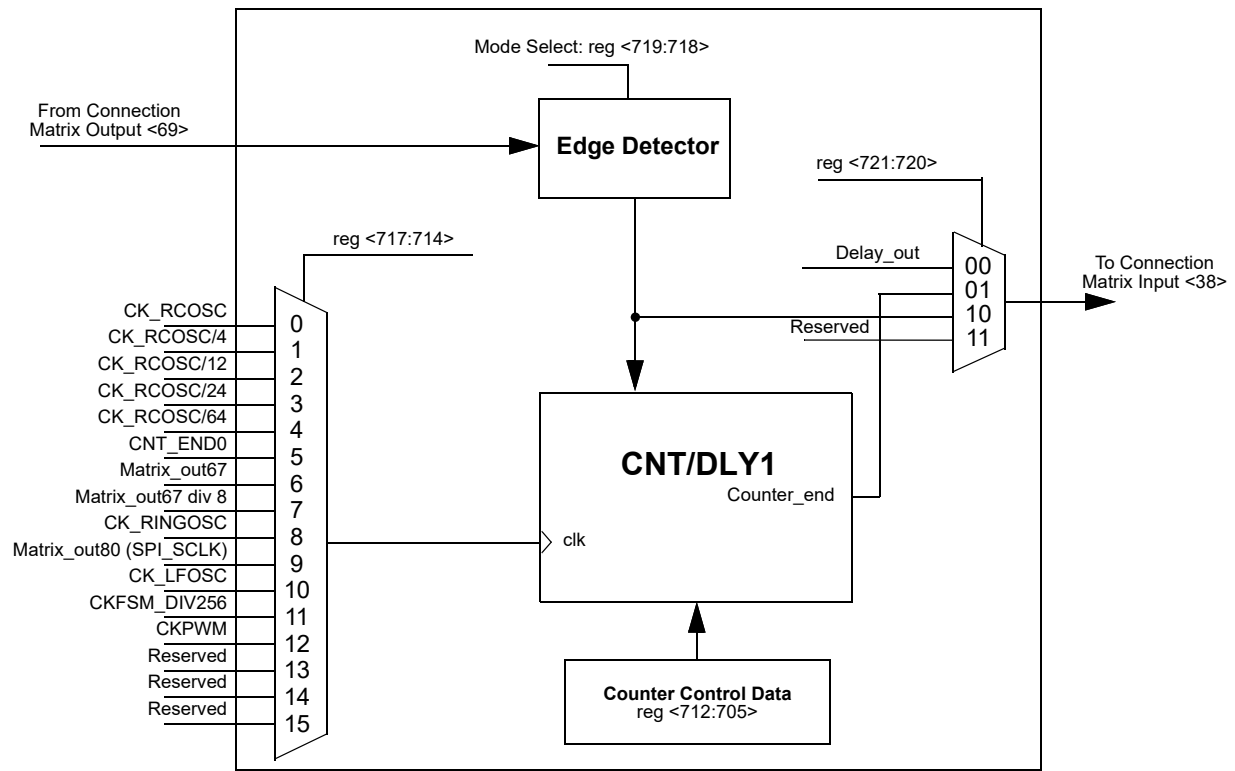 Mode Select: reg <719:718>
From Connection
Matrix Output <69>
Edge Detector
reg <721:720>
reg <717:714>
Delay_out
00
01
10
11
Reserved
To Connection
Matrix Input <38>
CK_RCOSC
0
CK_RCOSC/4
1
CK_RCOSC/12
2
CK_RCOSC/24
3
CK_RCOSC/64
4
CNT_END0
5
Matrix_out67
6
Matrix_out67 div 8
7
CK_RINGOSC
8
Matrix_out80 (SPI_SCLK)
9
CK_LFOSC
10
CKFSM_DIV256
11
CKPWM
12
Reserved
13
Reserved
14
Reserved
15
CNT/DLY1
Counter_end
clk
Counter Control Data
reg <712:705>